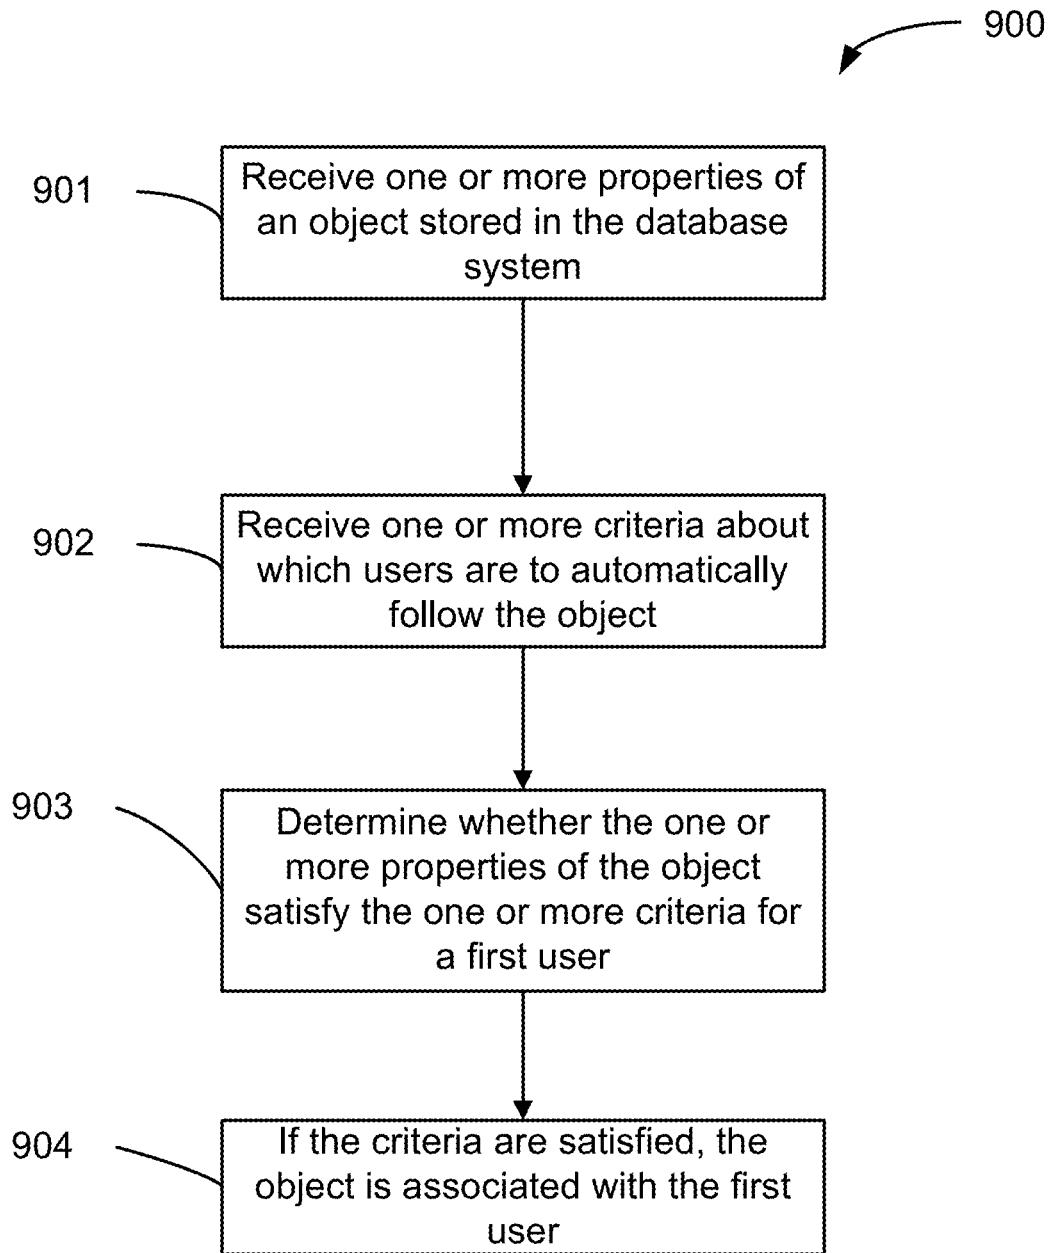 900
901
Receive one or more properties of
an object stored in the database
system
902
Receive one or more criteria about
which users are to automatically
follow the object
903
Determine whether the one or
more properties of the object
satisfy the one or more criteria for
a first user
904
If the criteria are satisfied, the
object is associated with the first
user